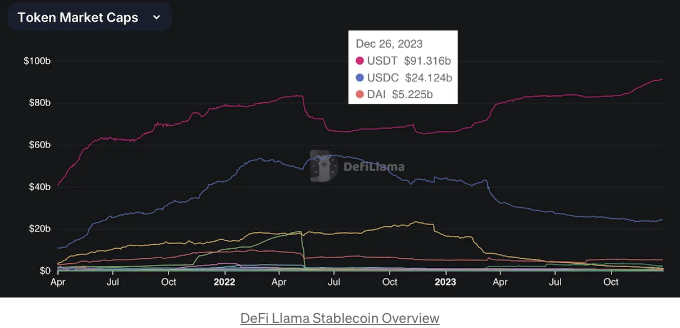 Token Market Caps
Dec 26, 2023
USDT $91.316b
USDC $24.124b
DAI $5.225b
$100b
$80b
$60b
$40b
$20b
$0
DefiLlama
Apr Jul Oct 2022 Apr Jul Oct 2023 Apr Jul Oct
DeFi Llama Stablecoin Overview